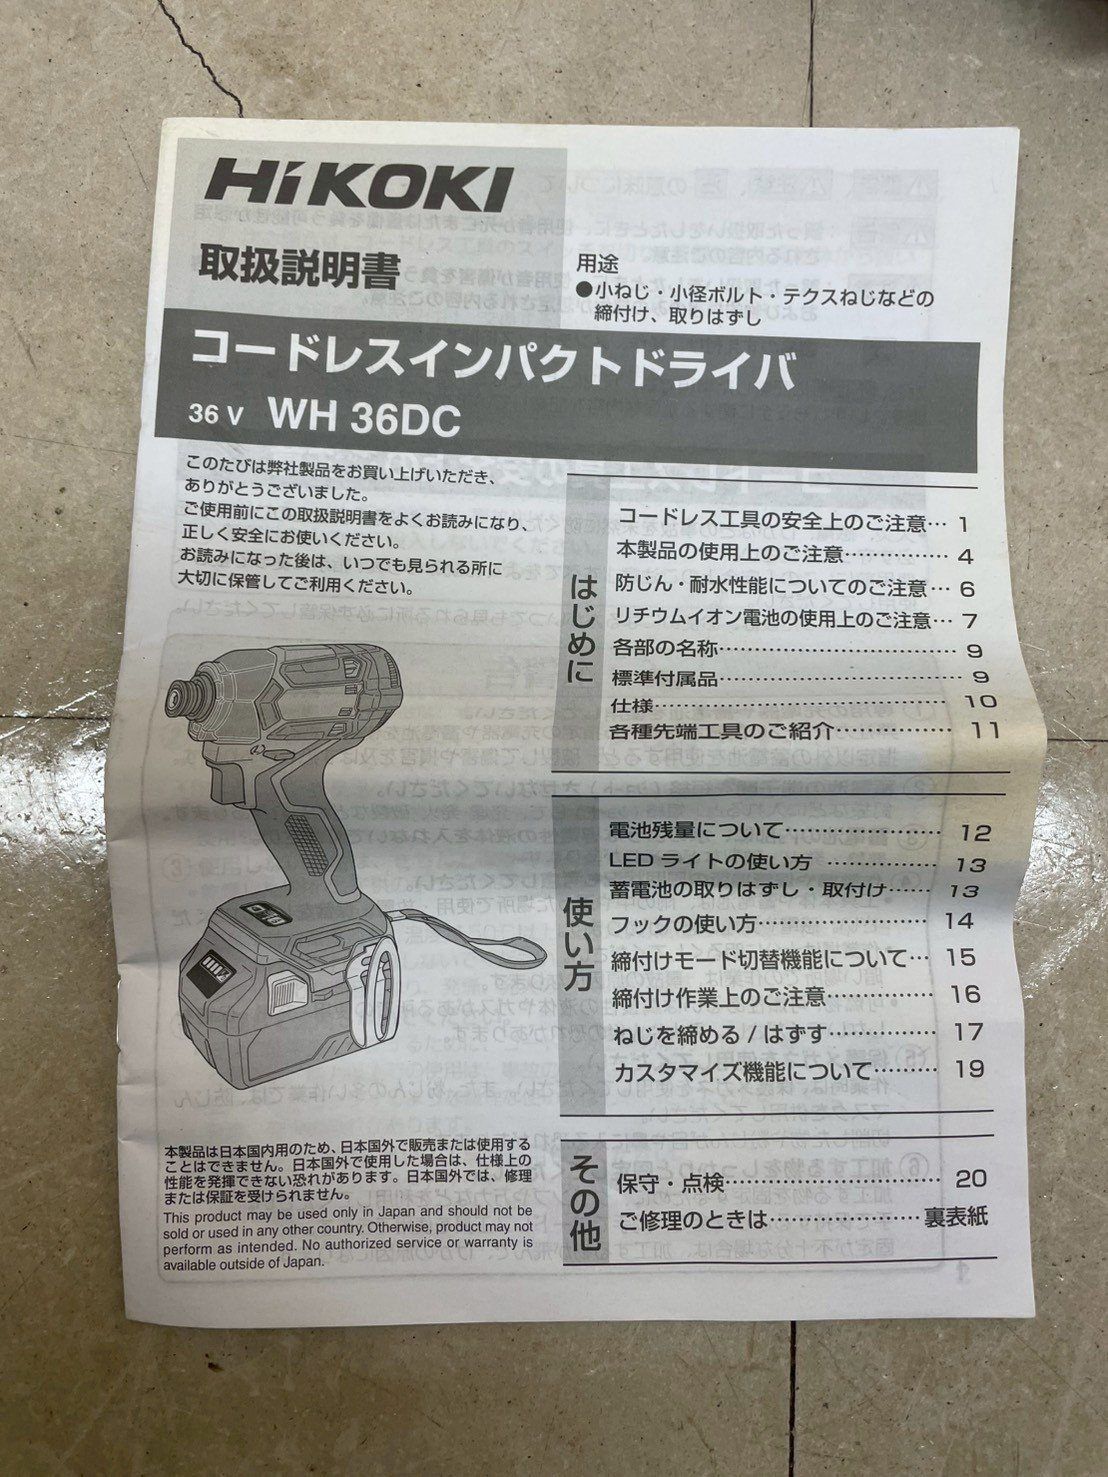 HiKOKI
取扱説明書
用途
●小ねじ・小径ボルト・テクスねじなどの
締付け、取りはずし
コードレスインパクトドライバ
36 V WH 36DC
このたびは弊社製品をお買い上げいただき、
ありがとうございました。
ご使用前にこの取扱説明書をよくお読みになり、
正しく安全にお使いください。
お読みになった後は、いつでも見られる所に
大切に保管してご利用ください。
はじめに
コードレス工具の安全上のご注意… 1
本製品の使用上のご注意…………… 4
防じん・耐水性能についてのご注意… 6
リチウムイオン電池の使用上のご注意… 7
各部の名称……………………………… 9
標準付属品……………………………… 9
仕様……………………………………… 10
各種先端工具のご紹介……………… 11
使い方
電池残量について………………… 12
LED ライトの使い方 …………… 13
蓄電池の取りはずし・取付け…… 13
フックの使い方…………………… 14
締付けモード切替機能について… 15
締付け作業上のご注意…………… 16
ねじを締める / はずす…………… 17
カスタマイズ機能について……… 19
その他
保守・点検………………………… 20
ご修理のときは………………… 裏表紙
本製品は日本国内用のため、日本国外で販売または使用する
ことはできません。日本国外で使用した場合は、仕様上の
性能を発揮できない恐れがあります。日本国外では、修理
または保証を受けられません。
This product may be used only in Japan and should not be
sold or used in any other country. Otherwise, product may not
perform as intended. No authorized service or warranty is
available outside of Japan.